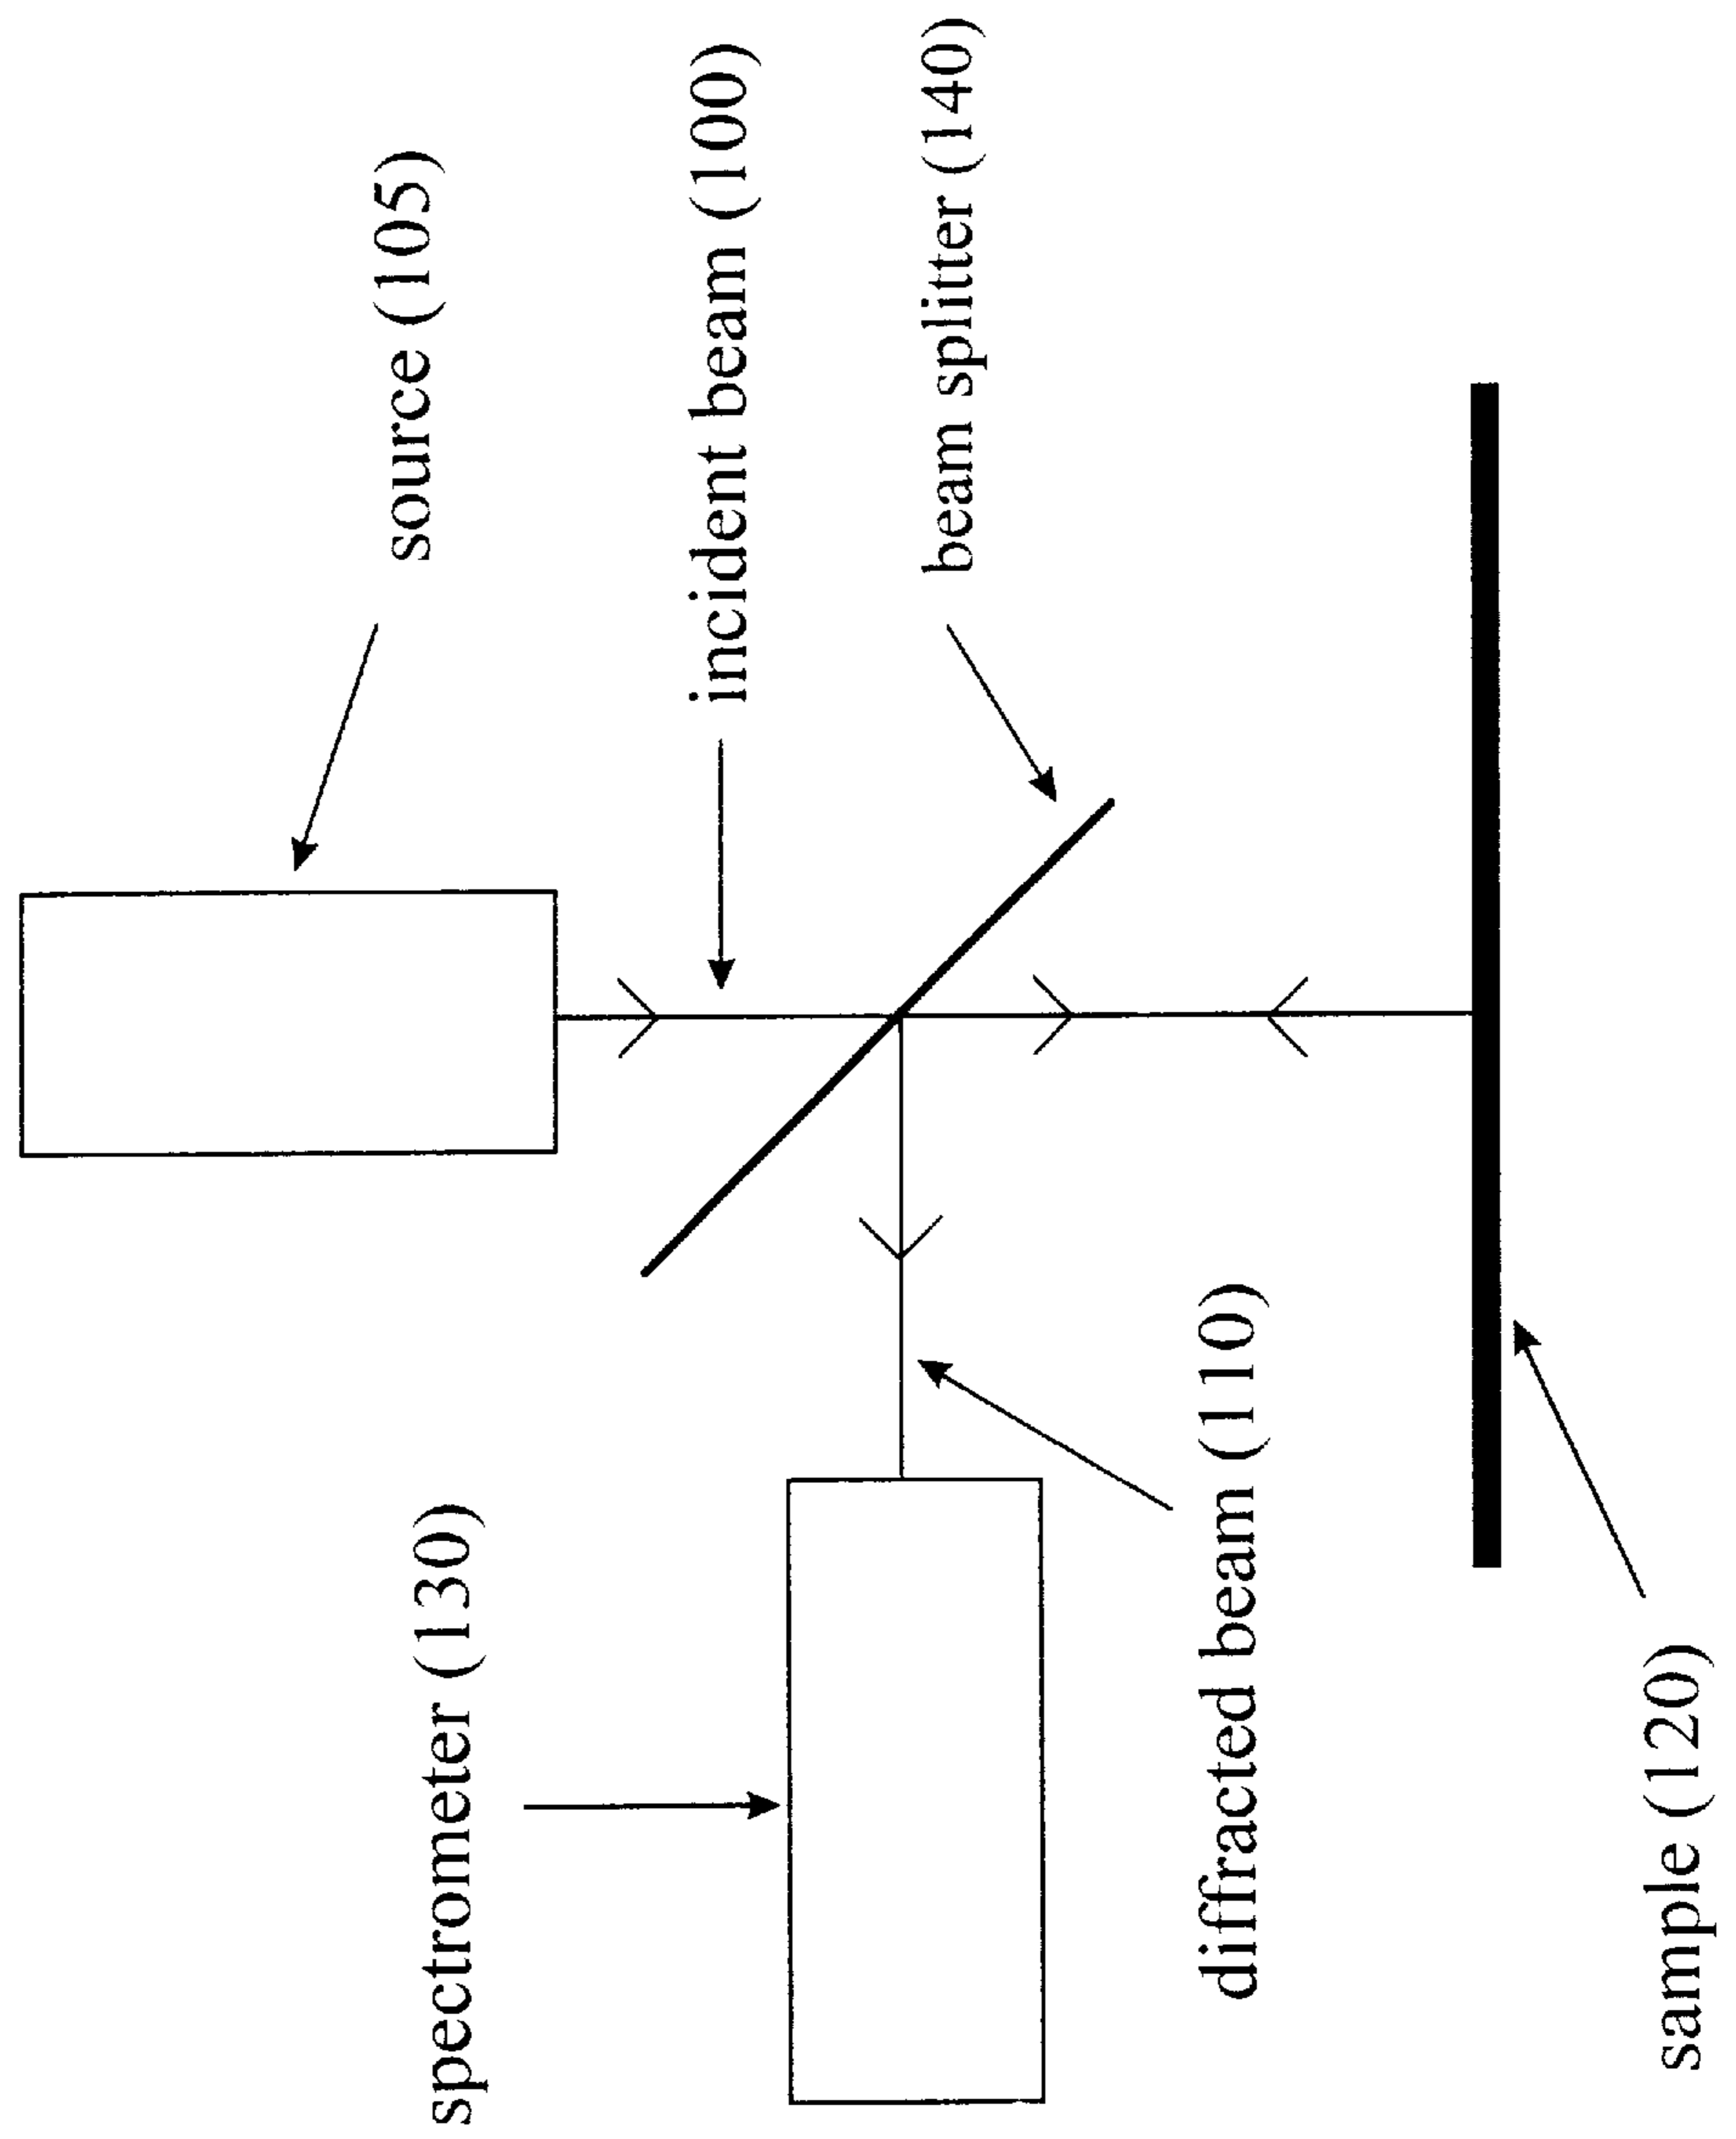 source (105)
incident beam (100)
beam splitter (140)
spectrometer (130)
diffracted beam (110)
sample (120)